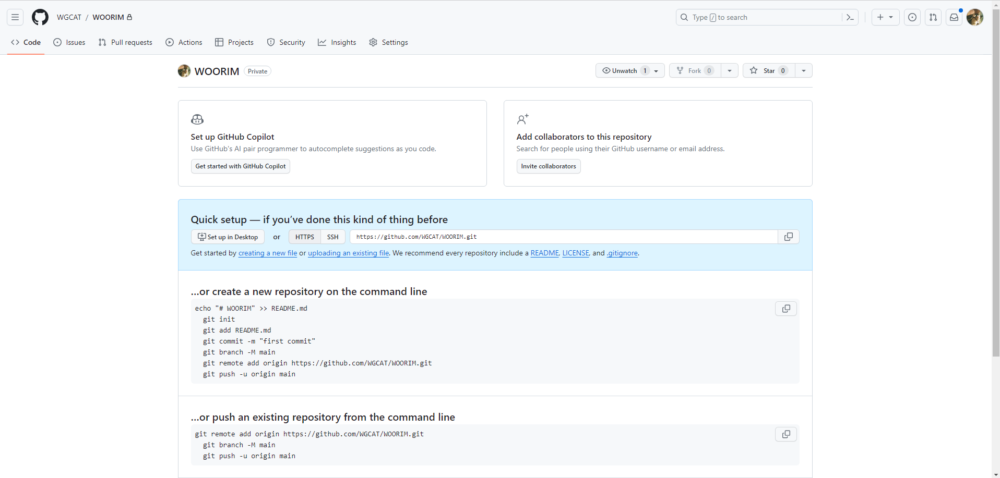 WGCAT / WOORIM
Type / to search
Code Issues Pull requests Actions Projects Security Insights Settings
WOORIM Private
Unwatch 1 Fork 0 Star 0
Set up GitHub Copilot
Use GitHub's AI pair programmer to autocomplete suggestions as you code.
Get started with GitHub Copilot
Add collaborators to this repository
Search for people using their GitHub username or email address.
Invite collaborators
Quick setup — if you’ve done this kind of thing before
Set up in Desktop or HTTPS SSH https://github.com/WGCAT/WOORIM.git
Get started by creating a new file or uploading an existing file. We recommend every repository include a README, LICENSE, and .gitignore.
…or create a new repository on the command line
echo "# WOORIM" >> README.md
git init
git add README.md
git commit -m "first commit"
git branch -M main
git remote add origin https://github.com/WGCAT/WOORIM.git
git push -u origin main
…or push an existing repository from the command line
git remote add origin https://github.com/WGCAT/WOORIM.git
git branch -M main
git push -u origin main